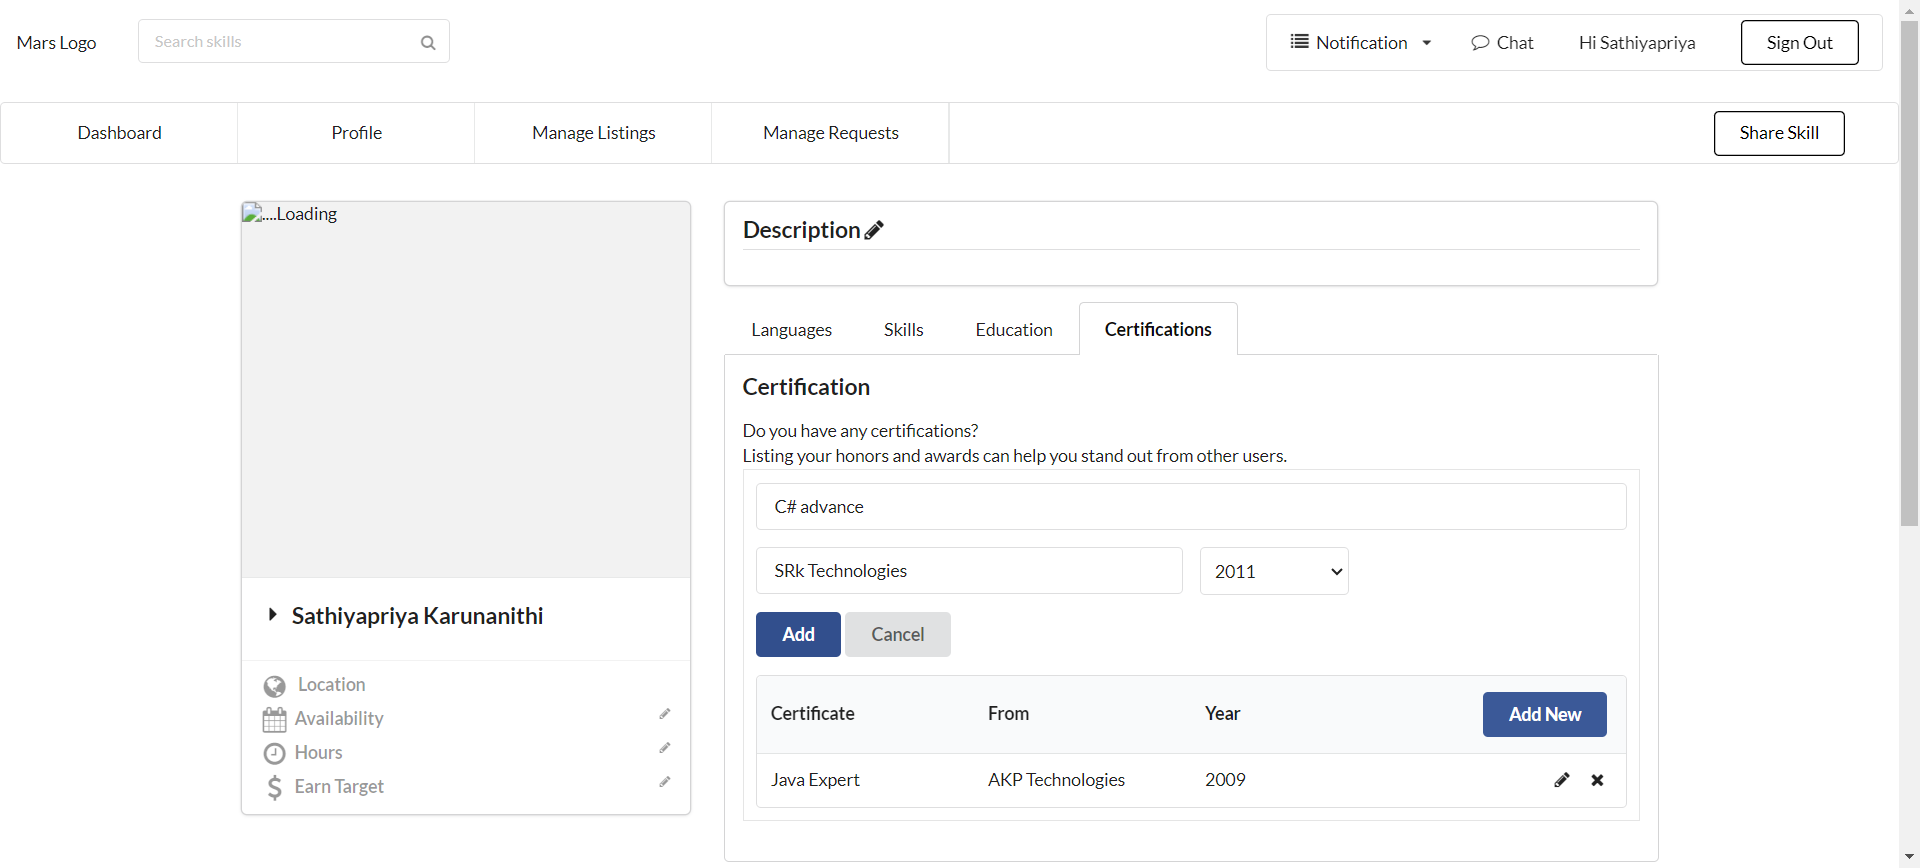 Mars Logo
Search skills
Notification
Chat
Hi Sathiyapriya
Sign Out
Dashboard
Profile
Manage Listings
Manage Requests
Share Skill
....Loading
Sathiyapriya Karunanithi
Location
Availability
Hours
Earn Target
Description
Languages
Skills
Education
Certifications
Certification
Do you have any certifications?
Listing your honors and awards can help you stand out from other users.
C# advance
SRk Technologies
2011
Add
Cancel
Certificate
From
Year
Add New
Java Expert
AKP Technologies
2009